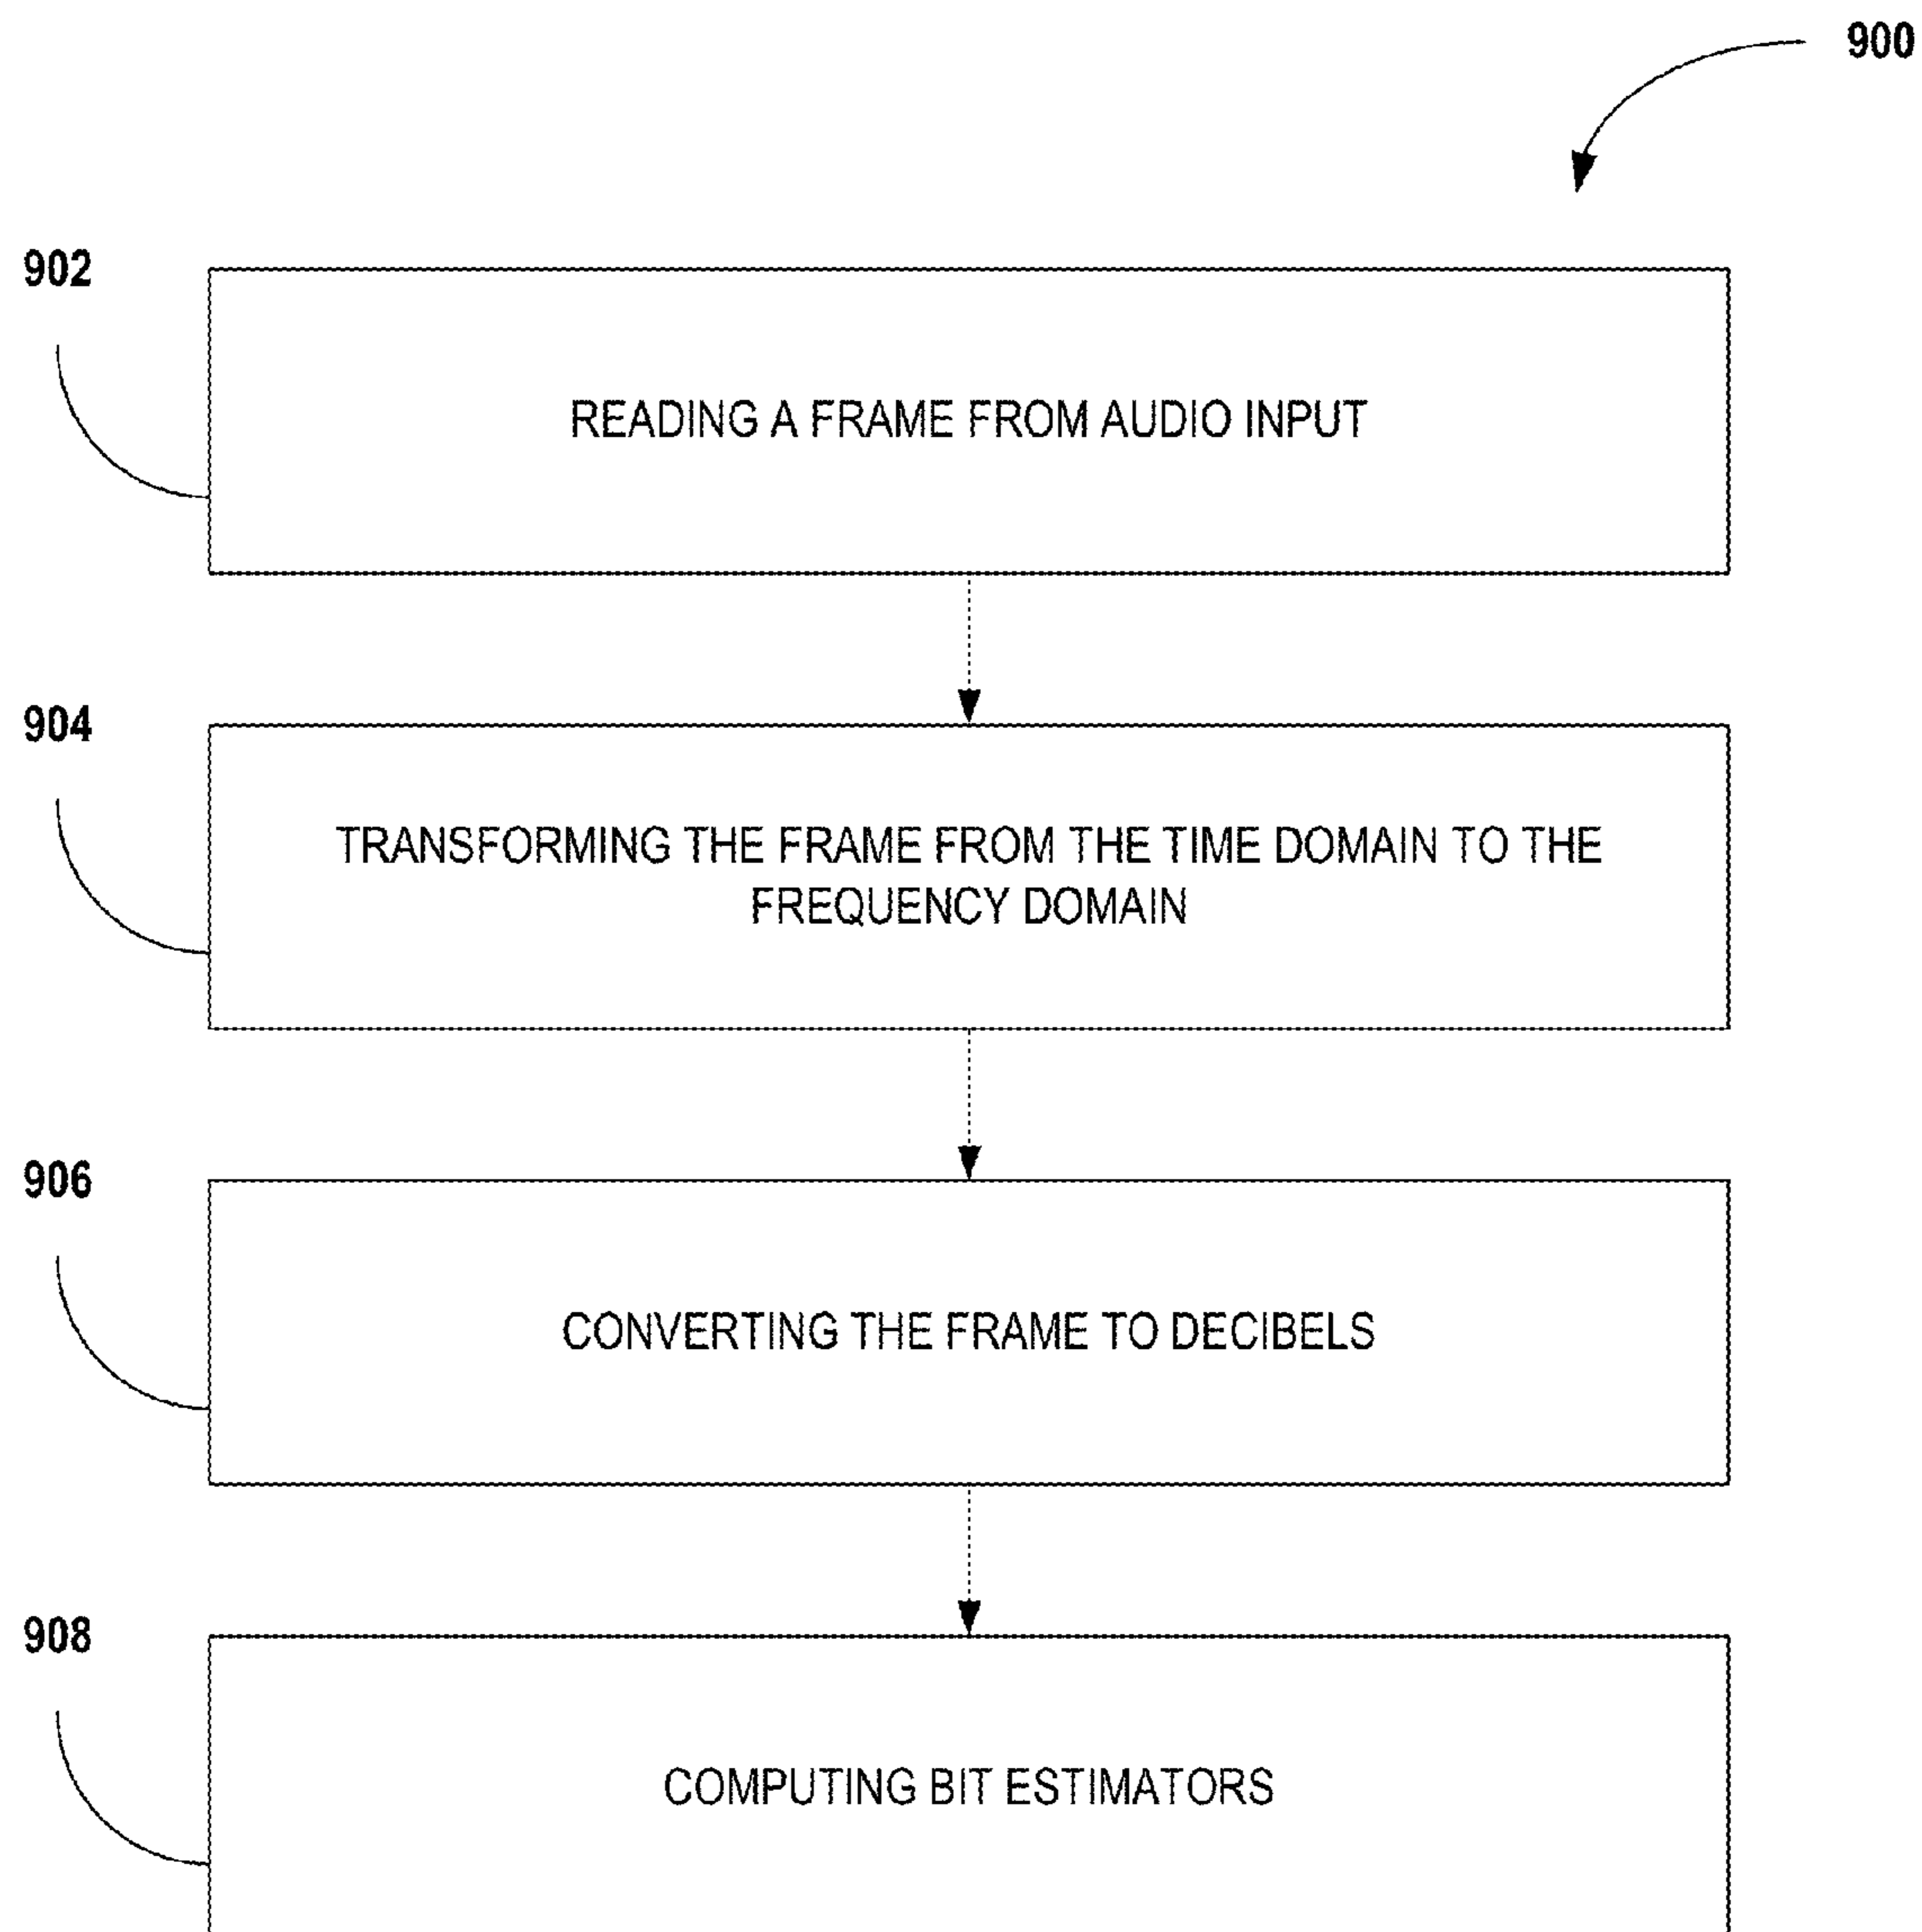 900
902
READING A FRAME FROM AUDIO INPUT
904
TRANSFORMING THE FRAME FROM THE TIME DOMAIN TO THE
FREQUENCY DOMAIN
906
CONVERTING THE FRAME TO DECIBELS
908
COMPUTING BIT ESTIMATORS